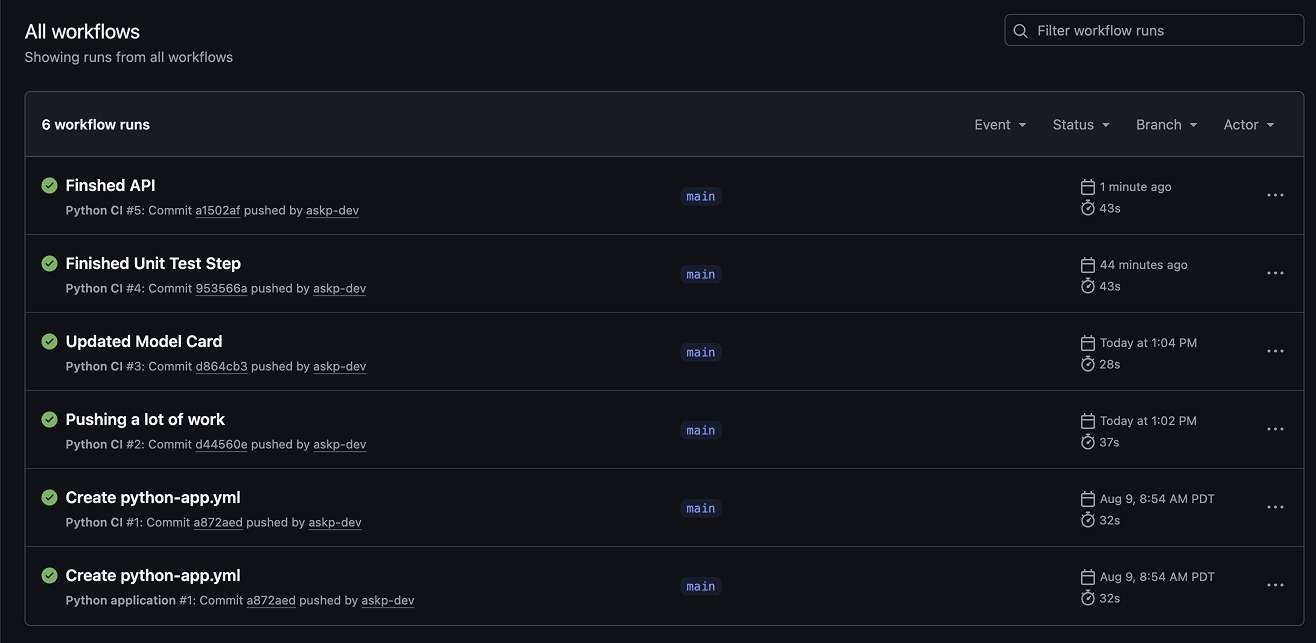 All workflows
Showing runs from all workflows
Filter workflow runs
6 workflow runs
Event
Status
Branch
Actor
Finshed API
Python CI #5: Commit a1502af pushed by askp-dev
main
1 minute ago
43s
Finished Unit Test Step
Python CI #4: Commit 953566a pushed by askp-dev
main
44 minutes ago
43s
Updated Model Card
Python CI #3: Commit d864cb3 pushed by askp-dev
main
Today at 1:04 PM
28s
Pushing a lot of work
Python CI #2: Commit d44560e pushed by askp-dev
main
Today at 1:02 PM
37s
Create python-app.yml
Python CI #1: Commit a872aed pushed by askp-dev
main
Aug 9, 8:54 AM PDT
32s
Create python-app.yml
Python application #1: Commit a872aed pushed by askp-dev
main
Aug 9, 8:54 AM PDT
32s